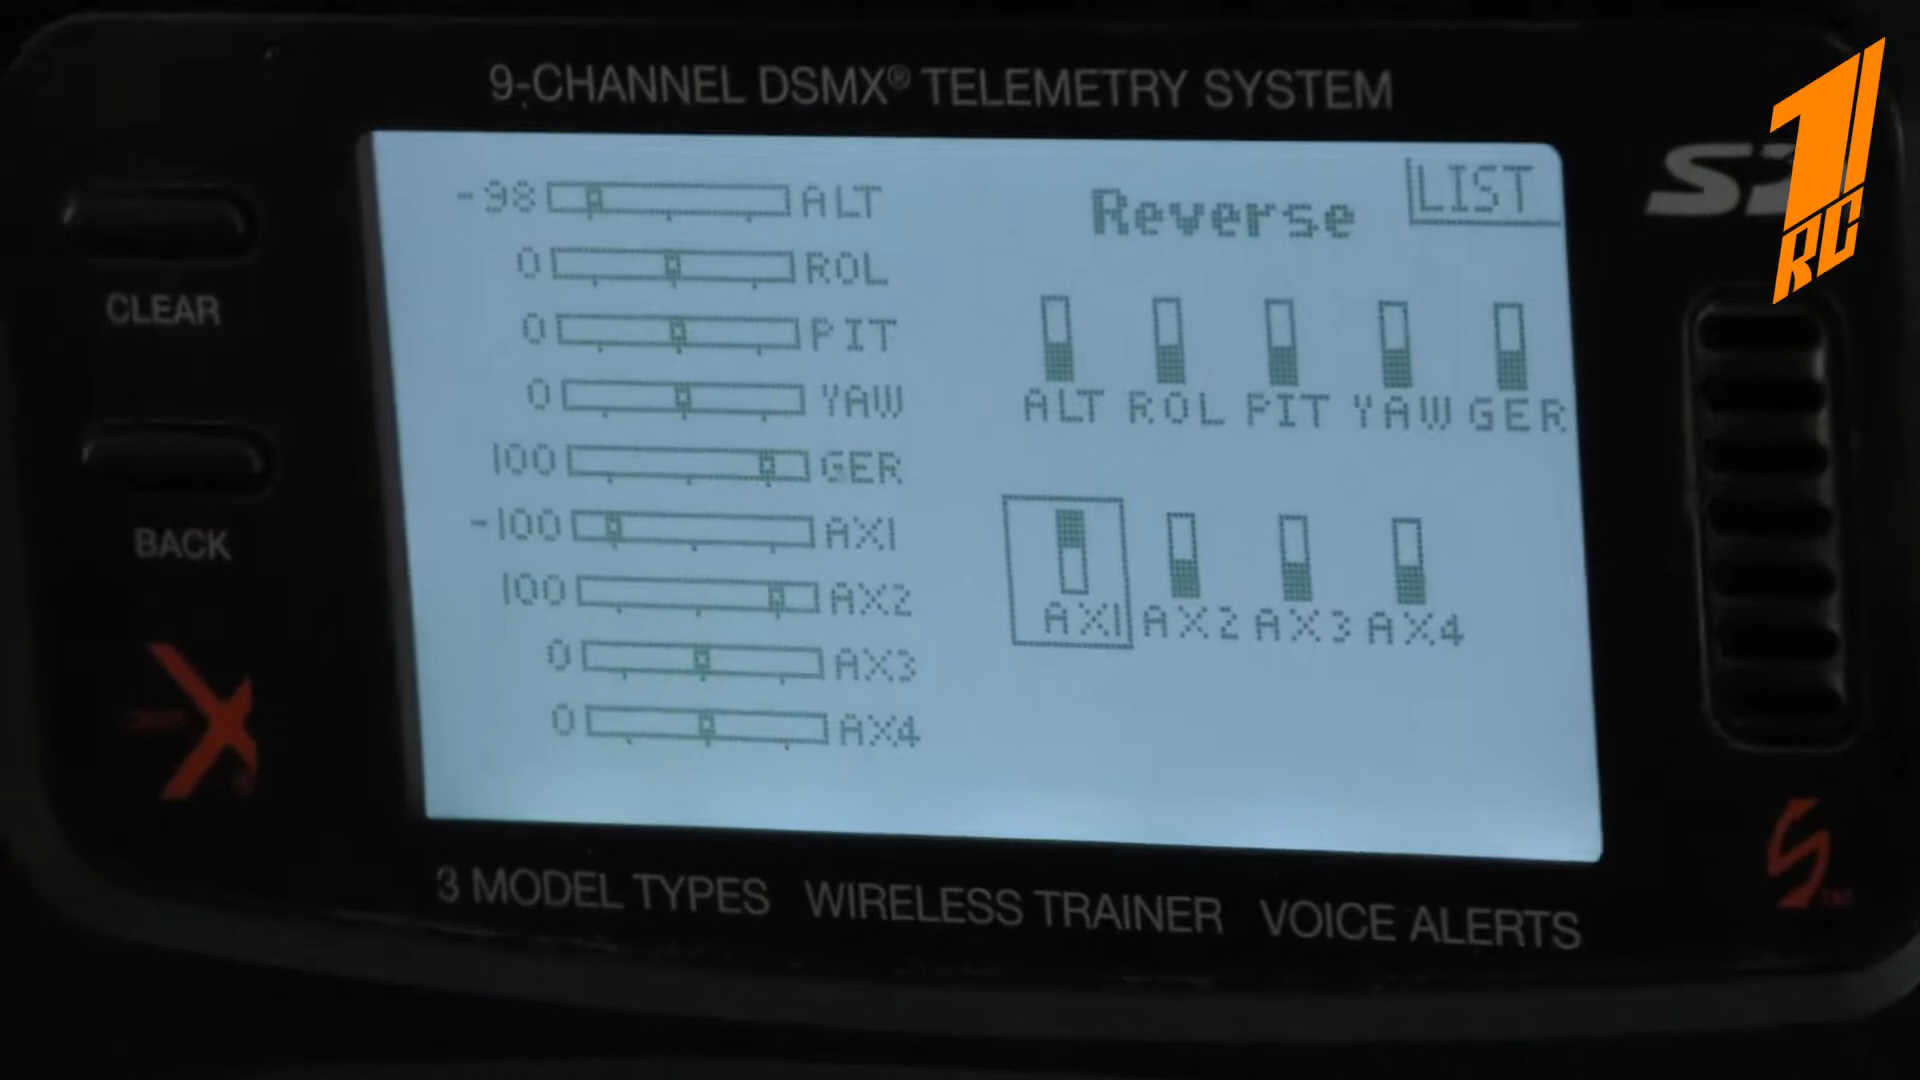 9-CHANNEL DSMX® TELEMETRY SYSTEM
-98 ALT
0 ROL
0 PIT
0 YAW
100 GER
-100 AX1
100 AX2
0 AX3
0 AX4
Reverse
LIST
ALT ROL PIT YAW GER
AX1 AX2 AX3 AX4
CLEAR
BACK
3 MODEL TYPES WIRELESS TRAINER VOICE ALERTS
1
RC